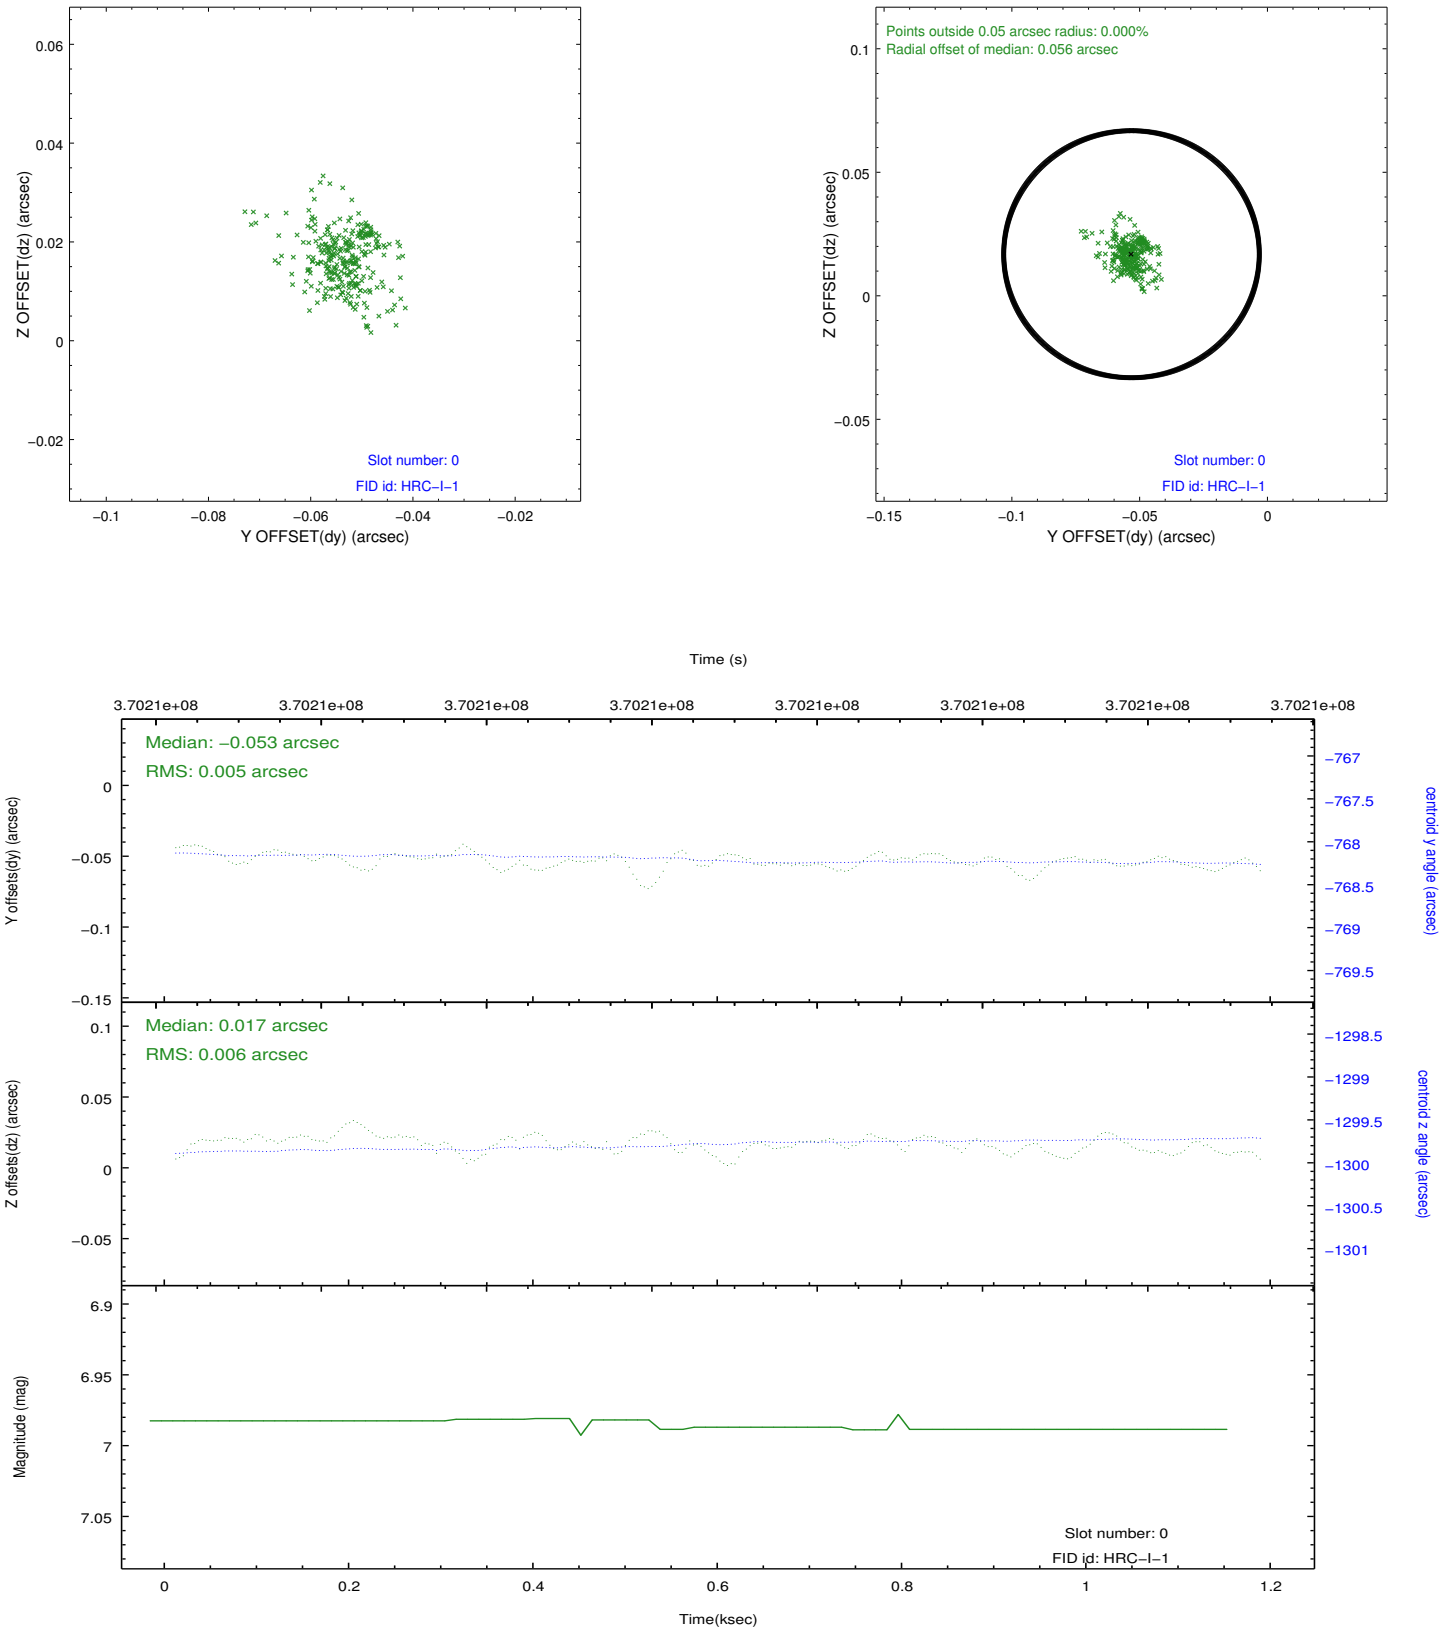 0.06
0.04
0.02
0
−0.02
Z OFFSET(dz) (arcsec)
Slot number: 0
FID id: HRC−I−1
−0.1
−0.08
−0.06
−0.04
−0.02
Y OFFSET(dy) (arcsec)
Points outside 0.05 arcsec radius: 0.000%
Radial offset of median: 0.056 arcsec
0.1
0.05
0
−0.05
Z OFFSET(dz) (arcsec)
Slot number: 0
FID id: HRC−I−1
−0.15
−0.1
−0.05
0
Y OFFSET(dy) (arcsec)
Time (s)
3.7021e+08
3.7021e+08
3.7021e+08
3.7021e+08
3.7021e+08
3.7021e+08
3.7021e+08
3.7021e+08
Median: −0.053 arcsec
RMS: 0.005 arcsec
0
−0.05
−0.1
−0.15
Y offsets(dy) (arcsec)
−767
−767.5
−768
−768.5
−769
−769.5
centroid y angle (arcsec)
Median: 0.017 arcsec
RMS: 0.006 arcsec
0.1
0.05
0
−0.05
Z offsets(dz) (arcsec)
−1298.5
−1299
−1299.5
−1300
−1300.5
−1301
centroid z angle (arcsec)
6.9
6.95
7
7.05
Magnitude (mag)
Slot number: 0
FID id: HRC−I−1
0
0.2
0.4
0.6
0.8
1
1.2
Time(ksec)